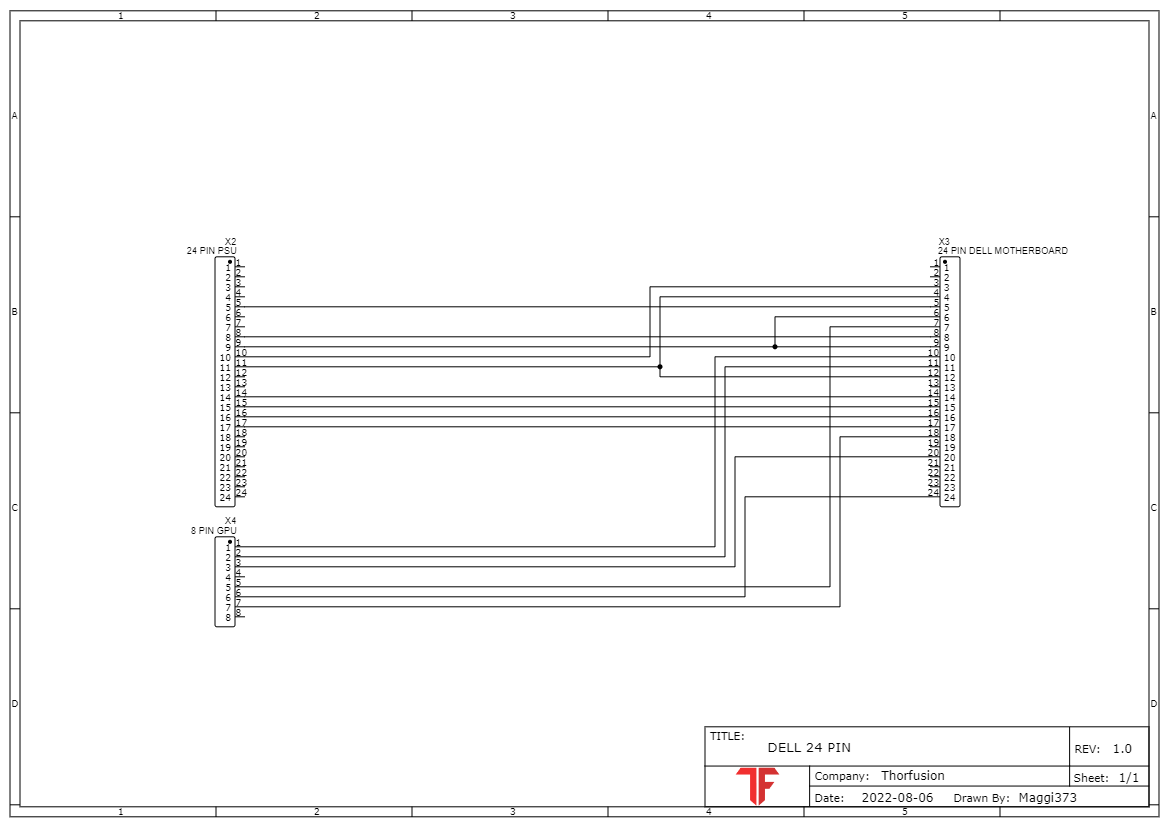 1 2 3 4 5
A A
X2 X3
24 PIN PSU 24 PIN DELL MOTHERBOARD
1 1 1 1
2 2 2 2
3 3 3 3
4 4 4 4
B 5 5 5 5 B
6 6 6 6
7 7 7 7
8 8 8 8
9 9 9 9
10 10 10 10
11 11 11 11
12 12 12 12
13 13 13 13
14 14 14 14
15 15 15 15
16 16 16 16
17 17 17 17
18 18 18 18
19 19 19 19
20 20 20 20
21 21 21 21
22 22 22 22
23 23 23 23
24 24 24 24
C C
X4
8 PIN GPU
1 1
2 2
3 3
4 4
5 5
6 6
7 7
8 8
D D
TITLE:
DELL 24 PIN
REV: 1.0
TF
Company: Thorfusion
Sheet: 1/1
Date: 2022-08-06 Drawn By: Maggi373
1 2 3 4 5